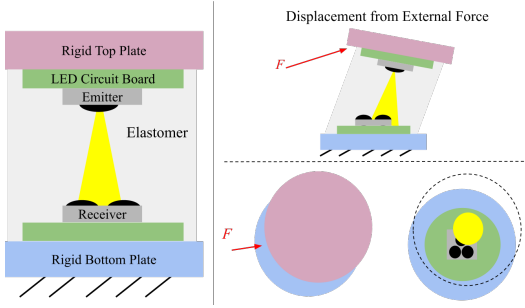 Rigid Top Plate
LED Circuit Board
Emitter
Elastomer
Receiver
Rigid Bottom Plate
Displacement from External Force
F
F